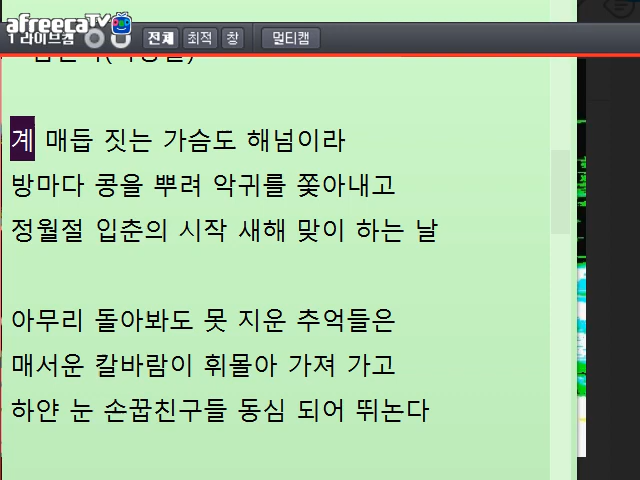 afreecaTV
1 라이브캠 전체 최적 창 멀티캠
계 매듭 짓는 가슴도 해넘이라
방마다 콩을 뿌려 악귀를 쫓아내고
정월절 입춘의 시작 새해 맞이 하는 날
아무리 돌아봐도 못 지운 추억들은
매서운 칼바람이 휘몰아 가져 가고
하얀 눈 손꼽친구들 동심 되어 뛰논다